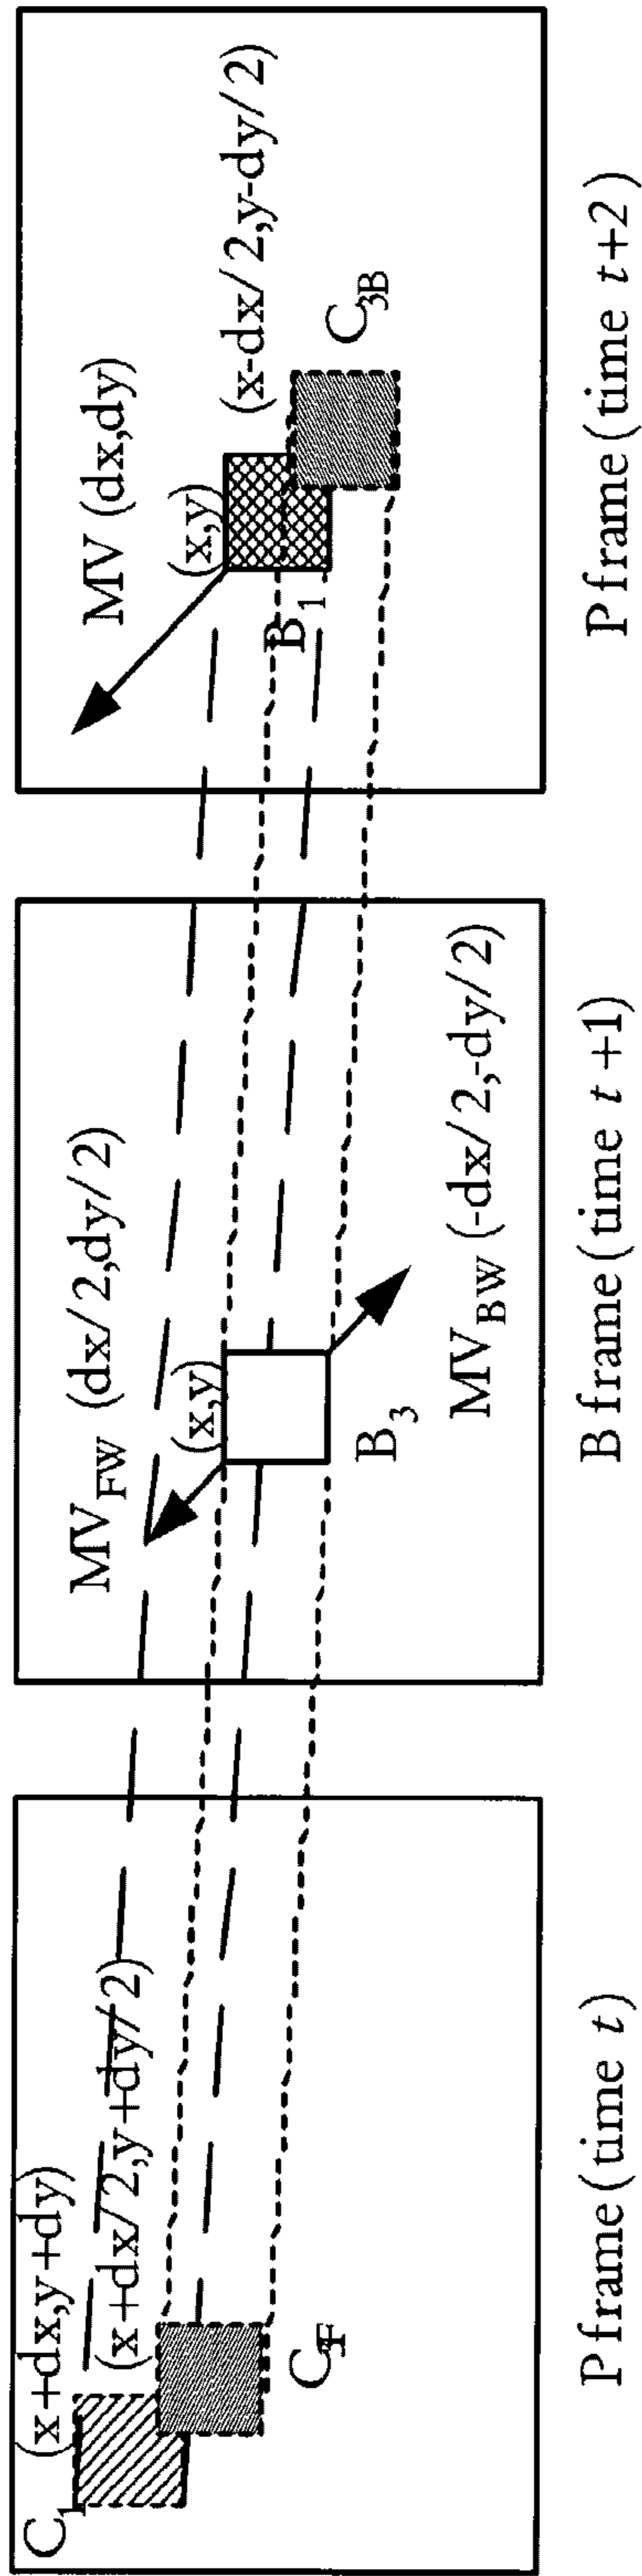 C1
(x+dx,y+dy)
(x+dx/2,y+dy/2)
P frame (time t)
MVFW (dx/2,dy/2)
(x,y)
B3
MVBW (-dx/2,-dy/2)
B frame (time t+1)
MV (dx,dy)
(x,y)
(x-dx/2,y-dy/2)
B1
C3B
P frame (time t+2)